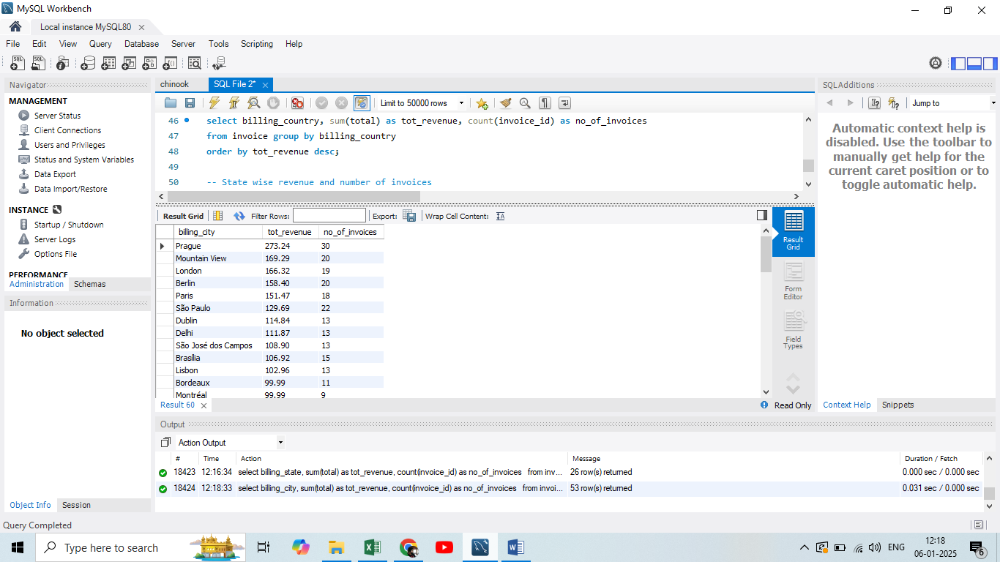 MySQL Workbench
Local instance MySQL80
File Edit View Query Database Server Tools Scripting Help
Navigator
MANAGEMENT
Server Status
Client Connections
Users and Privileges
Status and System Variables
Data Export
Data Import/Restore
INSTANCE
Startup / Shutdown
Server Logs
Options File
PERFORMANCE
Administration Schemas
Information
No object selected
Object Info Session
chinook SQL File 2*
Limit to 50000 rows
46 select billing_country, sum(total) as tot_revenue, count(invoice_id) as no_of_invoices
47 from invoice group by billing_country
48 order by tot_revenue desc;
49
50 -- State wise revenue and number of invoices
Result Grid Filter Rows: Export: Wrap Cell Content:
billing_city tot_revenue no_of_invoices
Prague 273.24 30
Mountain View 169.29 20
London 166.32 19
Berlin 158.40 20
Paris 151.47 18
São Paulo 129.69 22
Dublin 114.84 13
Delhi 111.87 13
São José dos Campos 108.90 13
Brasília 106.92 15
Lisbon 102.96 13
Bordeaux 99.99 11
Montréal 99.99 9
Result Grid
Form Editor
Field Types
Result 60 Read Only
SQLAdditions
Jump to
Automatic context help is
disabled. Use the toolbar to
manually get help for the
current caret position or to
toggle automatic help.
Context Help Snippets
Output
Action Output
# Time Action Message Duration / Fetch
18423 12:16:34 select billing_state, sum(total) as tot_revenue, count(invoice_id) as no_of_invoices from inv... 26 row(s) returned 0.000 sec / 0.000 sec
18424 12:18:33 select billing_city, sum(total) as tot_revenue, count(invoice_id) as no_of_invoices from invoi... 53 row(s) returned 0.031 sec / 0.000 sec
Query Completed
Type here to search
ENG
12:18
06-01-2025
6